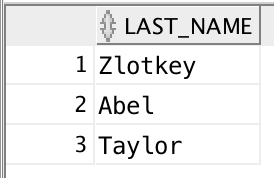 LAST_NAME
1 Zlotkey
2 Abel
3 Taylor